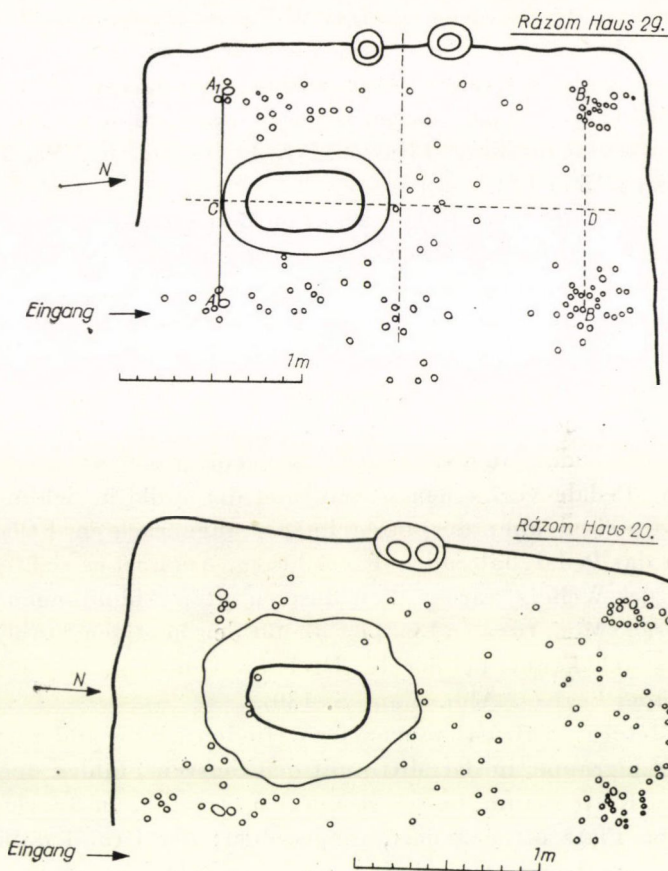 Rázom Haus 29.
A₁
B₁
N
C
D
A
B
Eingang
1m
Rázom Haus 20.
N
Eingang
1m